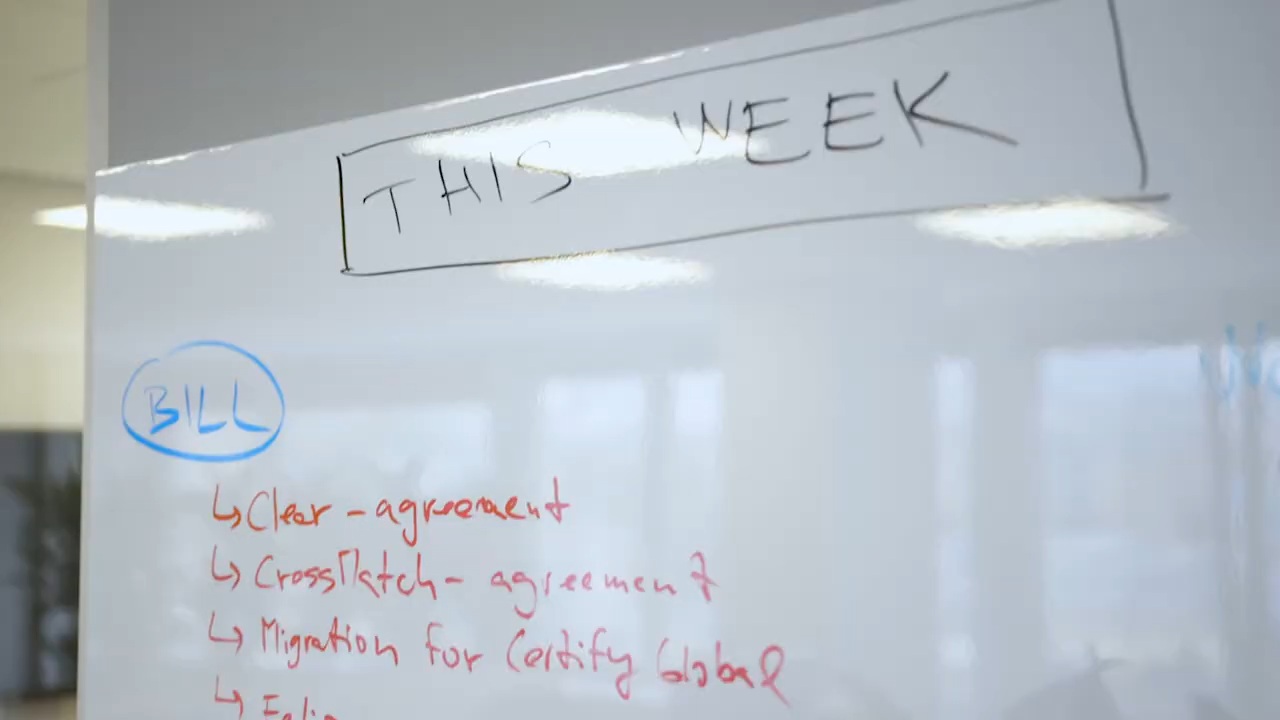 THIS WEEK
BILL
↳ Clear - agreement
↳ CrossMatch - agreement
↳ Migration for Certify Global